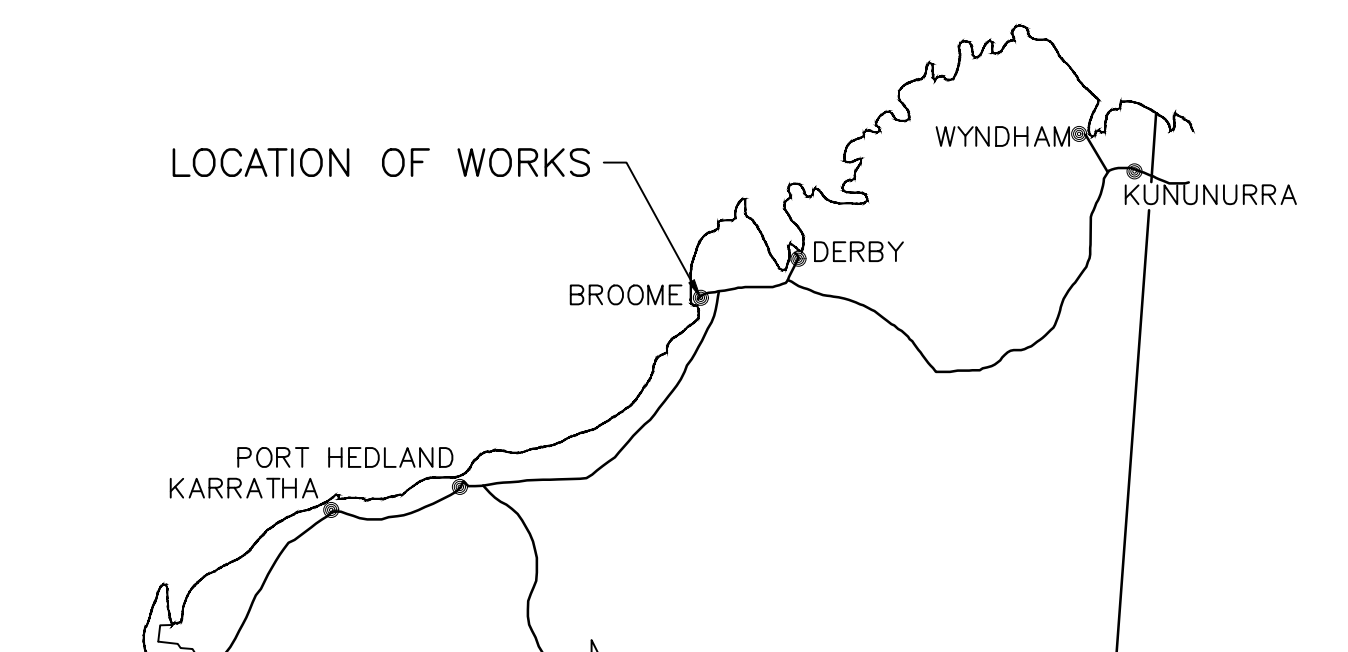 WYNDHAM
LOCATION OF WORKS
KUNUNURRA
DERBY
BROOME
PORT HEDLAND
KARRATHA